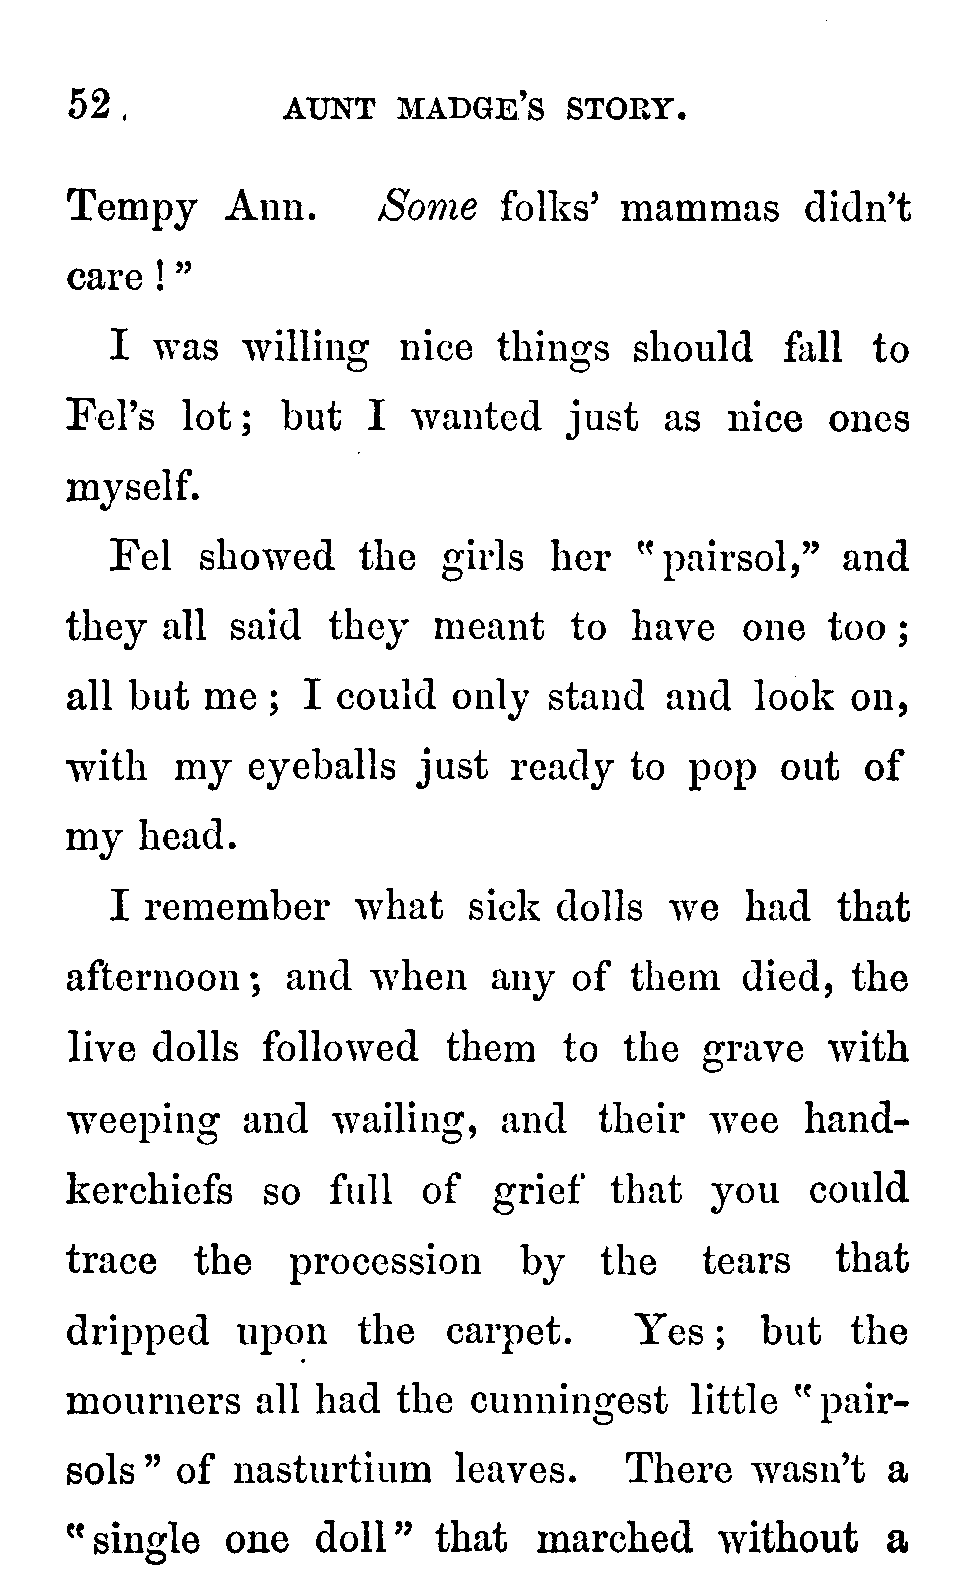 52. AUNT MADGE'S STORY.
Tempy Ann. Some folks' mammas didn't
care!"
I was willing nice things should fall to
Fel's lot; but I wanted just as nice ones
myself.
Fel showed the girls her "pairsol," and
they all said they meant to have one too;
all but me; I could only stand and look on,
with my eyeballs just ready to pop out of
my head.
I remember what sick dolls we had that
afternoon; and when any of them died, the
live dolls followed them to the grave with
weeping and wailing, and their wee hand-
kerchiefs so full of grief that you could
trace the procession by the tears that
dripped upon the carpet. Yes; but the
mourners all had the cunningest little "pair-
sols" of nasturtium leaves. There wasn't a
"single one doll" that marched without a